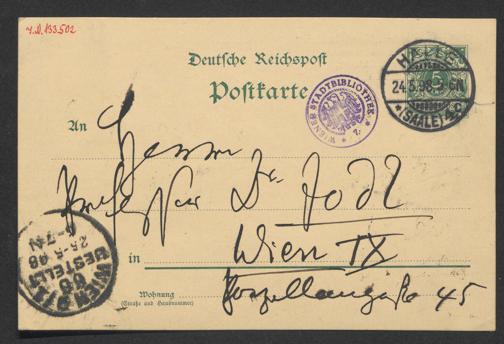 I.N. 133.502
Deutsche Reichspost
Postkarte
WIENER STADTBIBLIOTHEK
HALLE
24.5.98
(SAALE)
5
An
Herrn
Professor Dr Jodl
in
Wien IX
Wohnung
(Straße und Hausnummer)
Porzellangaße 45
WIEN
BESTELLT
25.5.98